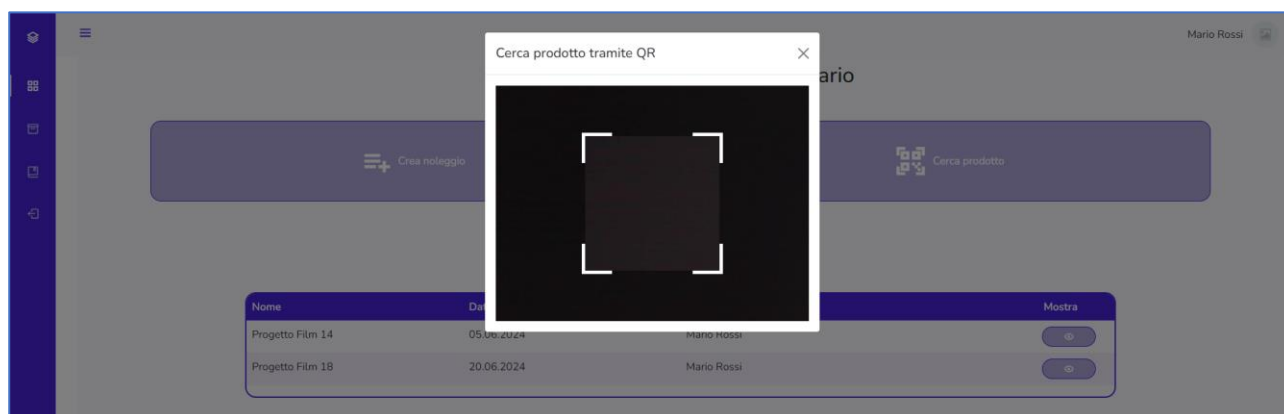 Mario Rossi
Cerca prodotto tramite QR
ario
Crea noleggio
Cerca prodotto
Nome Da Mostra
Progetto Film 14 05.06.2024 Mario Rossi
Progetto Film 18 20.06.2024 Mario Rossi